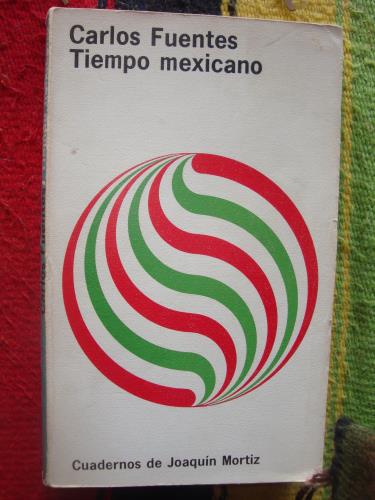 Carlos Fuentes
Tiempo mexicano
Cuadernos de Joaquín Mortiz